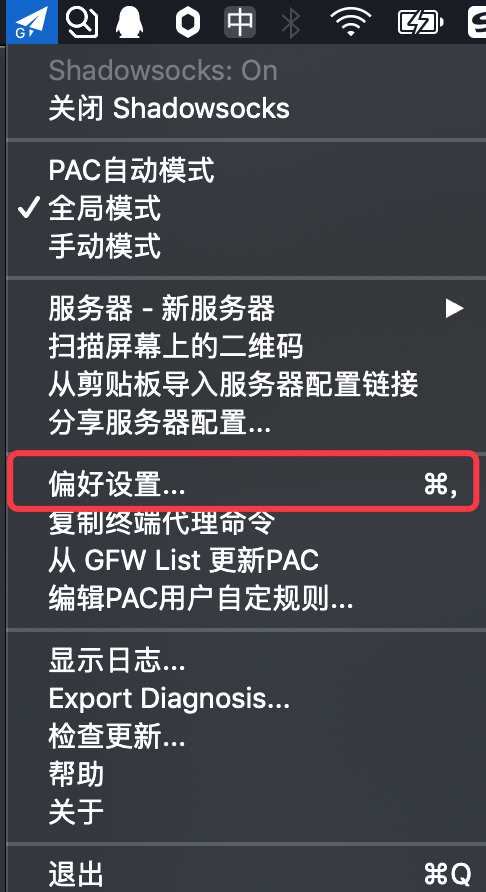 G
中
S
Shadowsocks: On
关闭 Shadowsocks
PAC自动模式
全局模式
手动模式
服务器 - 新服务器
扫描屏幕上的二维码
从剪贴板导入服务器配置链接
分享服务器配置...
偏好设置... ⌘,
复制终端代理命令
从 GFW List 更新PAC
编辑PAC用户自定规则...
显示日志...
Export Diagnosis...
检查更新...
帮助
关于
退出 ⌘Q